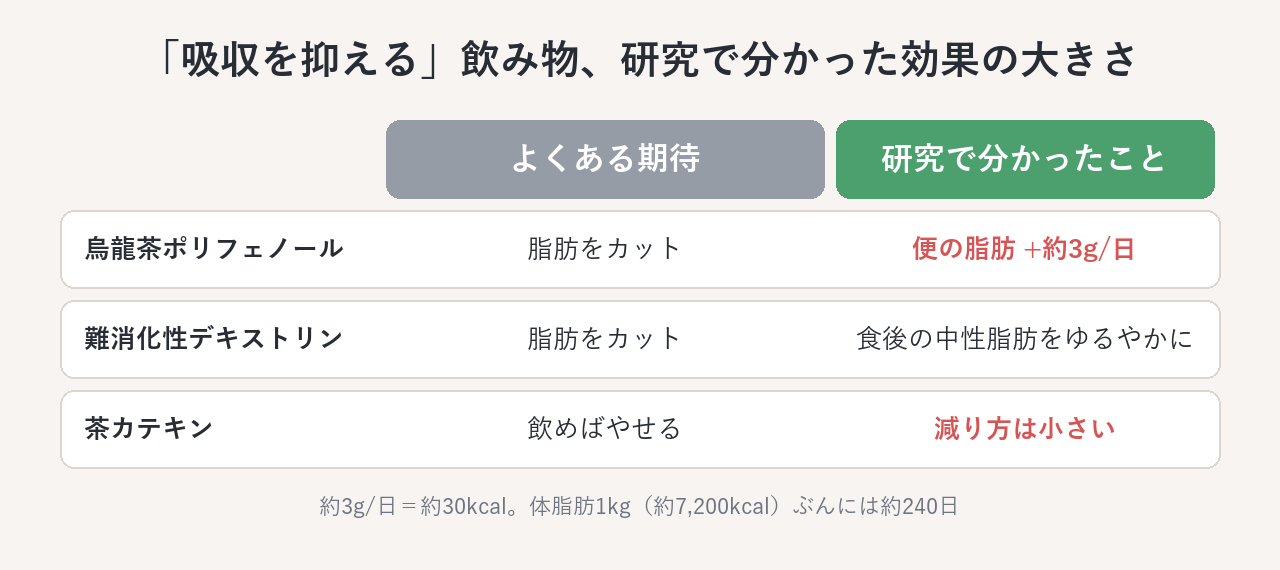 「吸収を抑える」飲み物、研究で分かった効果の大きさ
よくある期待 研究で分かったこと
烏龍茶ポリフェノール 脂肪をカット 便の脂肪 +約3g/日
難消化性デキストリン 脂肪をカット 食後の中性脂肪をゆるやかに
茶カテキン 飲めばやせる 減り方は小さい
約3g/日=約30kcal。体脂肪1kg（約7,200kcal）ぶんには約240日